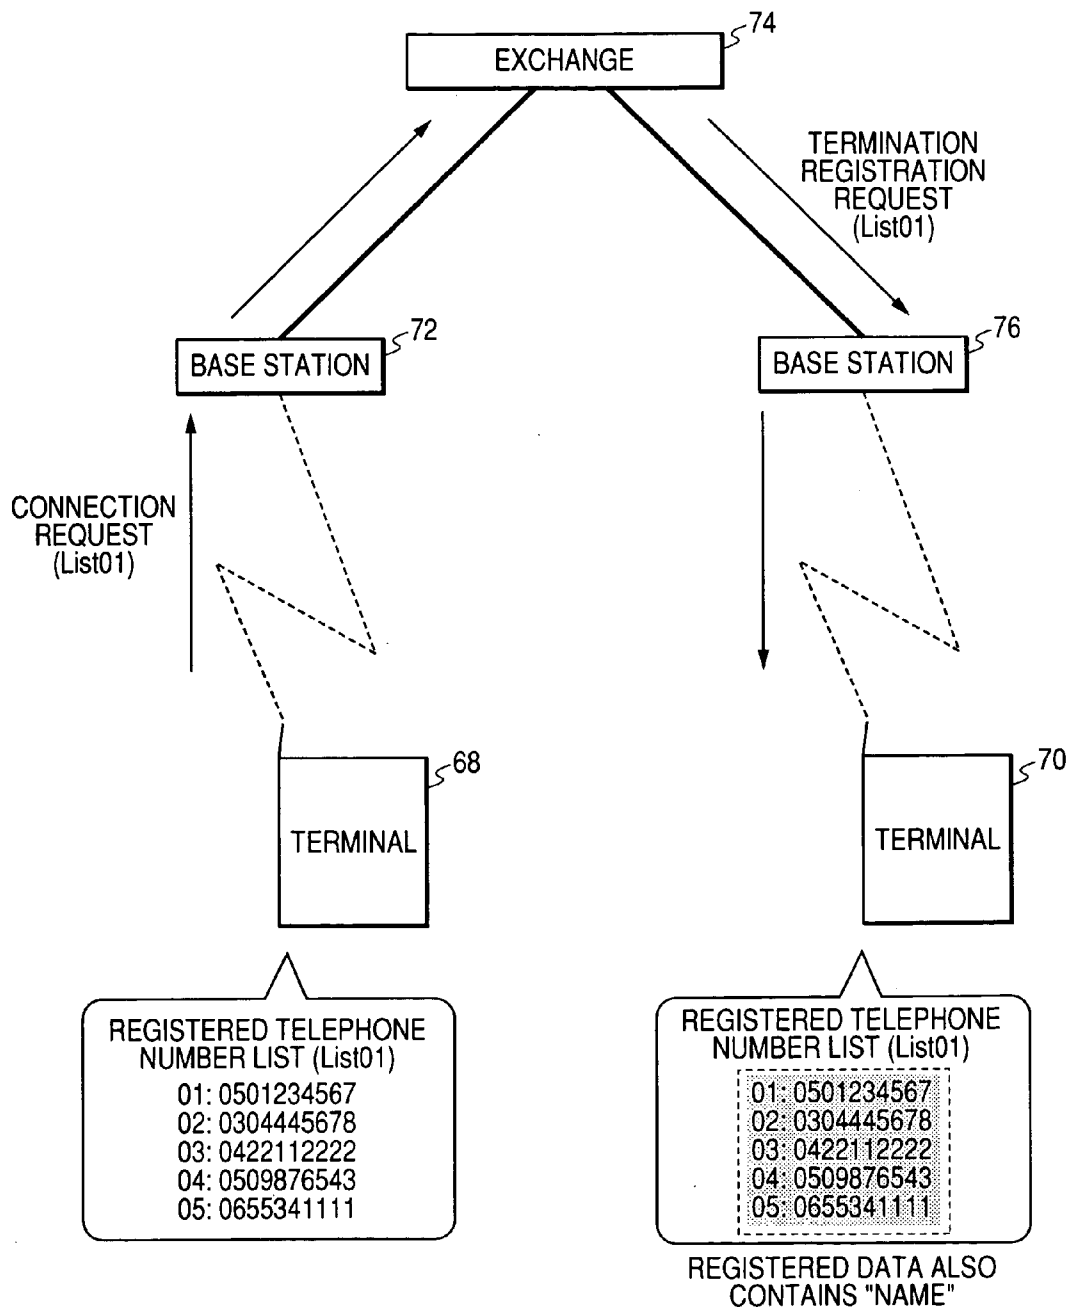 74
EXCHANGE
TERMINATION
REGISTRATION
REQUEST
(List01)
72
BASE STATION
76
BASE STATION
CONNECTION
REQUEST
(List01)
68
TERMINAL
70
TERMINAL
REGISTERED TELEPHONE
NUMBER LIST (List01)
01: 0501234567
02: 0304445678
03: 0422112222
04: 0509876543
05: 0655341111
REGISTERED TELEPHONE
NUMBER LIST (List01)
01: 0501234567
02: 0304445678
03: 0422112222
04: 0509876543
05: 0655341111
REGISTERED DATA ALSO
CONTAINS "NAME"